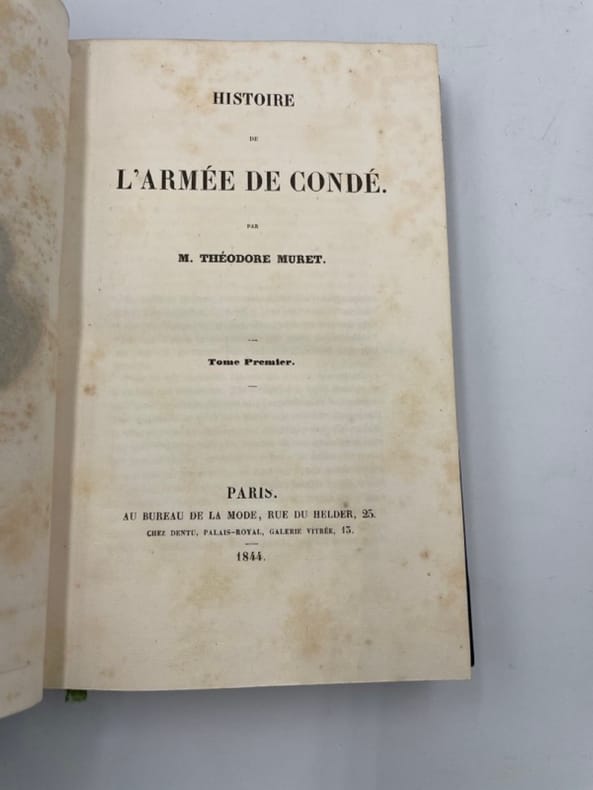 HISTOIRE
DE
L'ARMÉE DE CONDÉ.
PAR
M. THÉODORE MURET.
Tome Premier.
PARIS.
AU BUREAU DE LA MODE, RUE DU HELDER, 25.
CHEZ DENTU, PALAIS-ROYAL, GALERIE VITRÉE, 13.
1844.